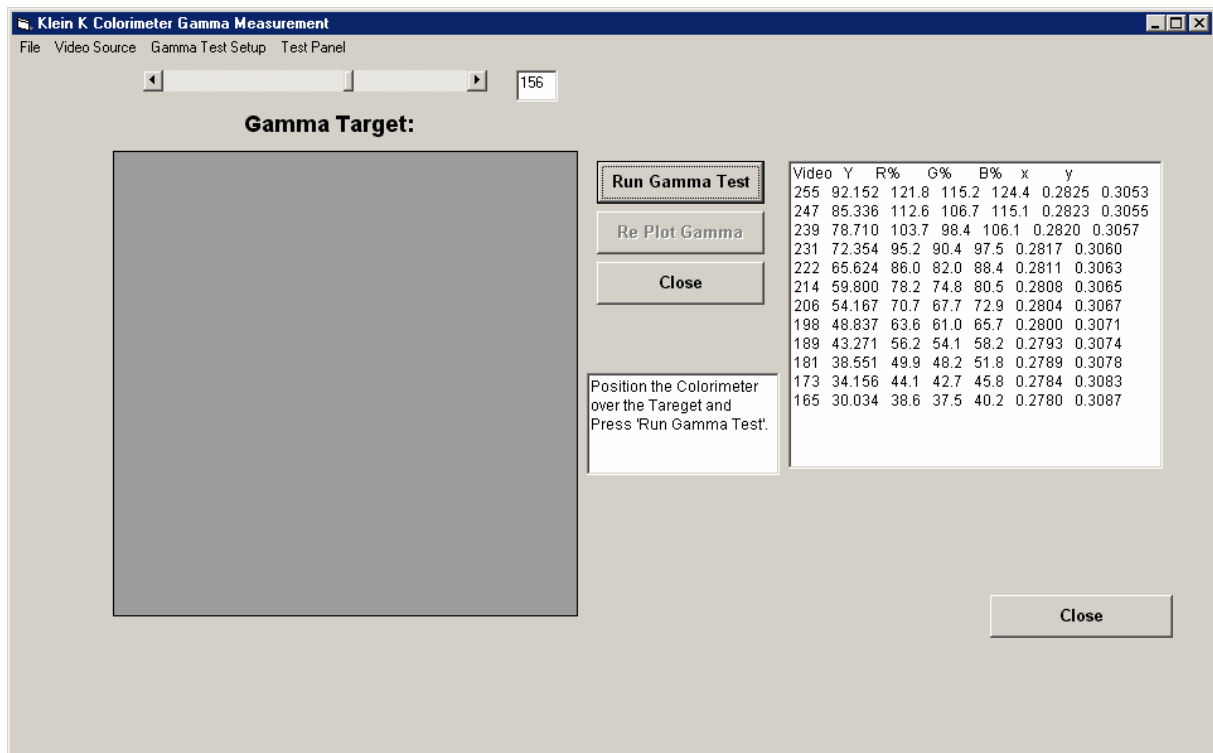 Klein K Colorimeter Gamma Measurement
File Video Source Gamma Test Setup Test Panel
156
Gamma Target:
Run Gamma Test
Re Plot Gamma
Close
Position the Colorimeter
over the Tareget and
Press 'Run Gamma Test'.
Video Y R% G% B% x y
255 92.152 121.8 115.2 124.4 0.2825 0.3053
247 85.336 112.6 106.7 115.1 0.2823 0.3055
239 78.710 103.7 98.4 106.1 0.2820 0.3057
231 72.354 95.2 90.4 97.5 0.2817 0.3060
222 65.624 86.0 82.0 88.4 0.2811 0.3063
214 59.800 78.2 74.8 80.5 0.2808 0.3065
206 54.167 70.7 67.7 72.9 0.2804 0.3067
198 48.837 63.6 61.0 65.7 0.2800 0.3071
189 43.271 56.2 54.1 58.2 0.2793 0.3074
181 38.551 49.9 48.2 51.8 0.2789 0.3078
173 34.156 44.1 42.7 45.8 0.2784 0.3083
165 30.034 38.6 37.5 40.2 0.2780 0.3087
Close